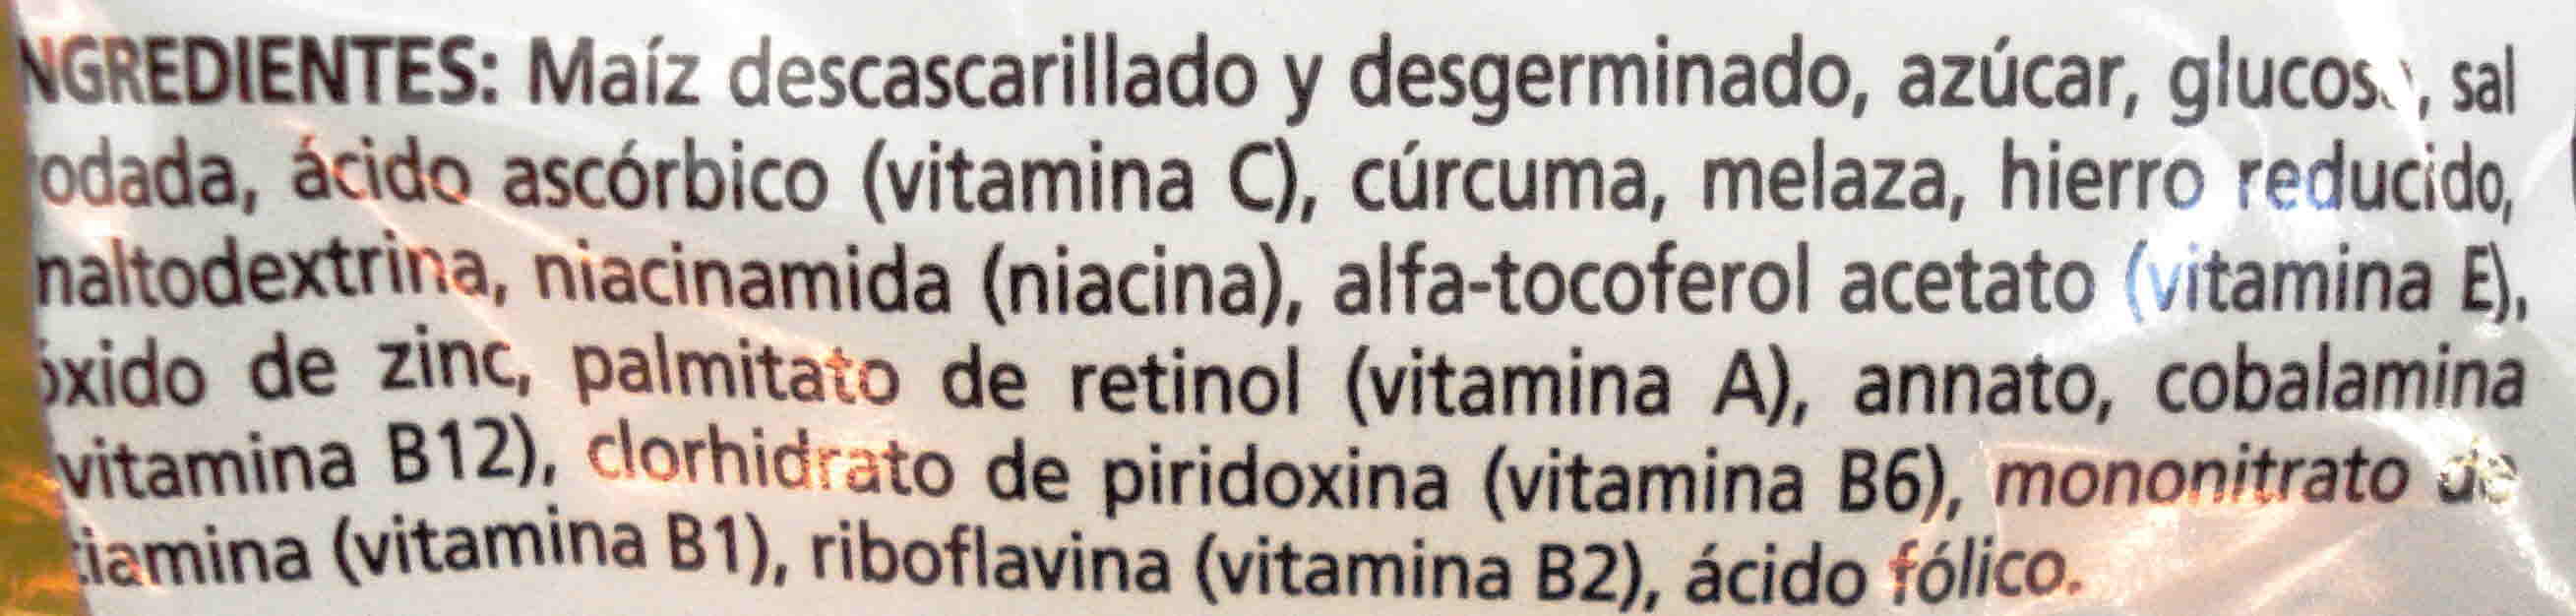 NGREDIENTES: Maíz descascarillado y desgerminado, azúcar, sal
odada, ácido ascórbico (vitamina C), cúrcuma, melaza, hierro reducido,
naltodextrina, niacinamida (niacina), alfa-tocoferol acetato (vitamina E),
óxido de zinc, palmitato de retinol (vitamina A), annato, cobalamina
vitamina B12), clorhidrato de piridoxina (vitamina B6), mononitrato de
tiamina (vitamina B1), riboflavina (vitamina B2), ácido fólico.